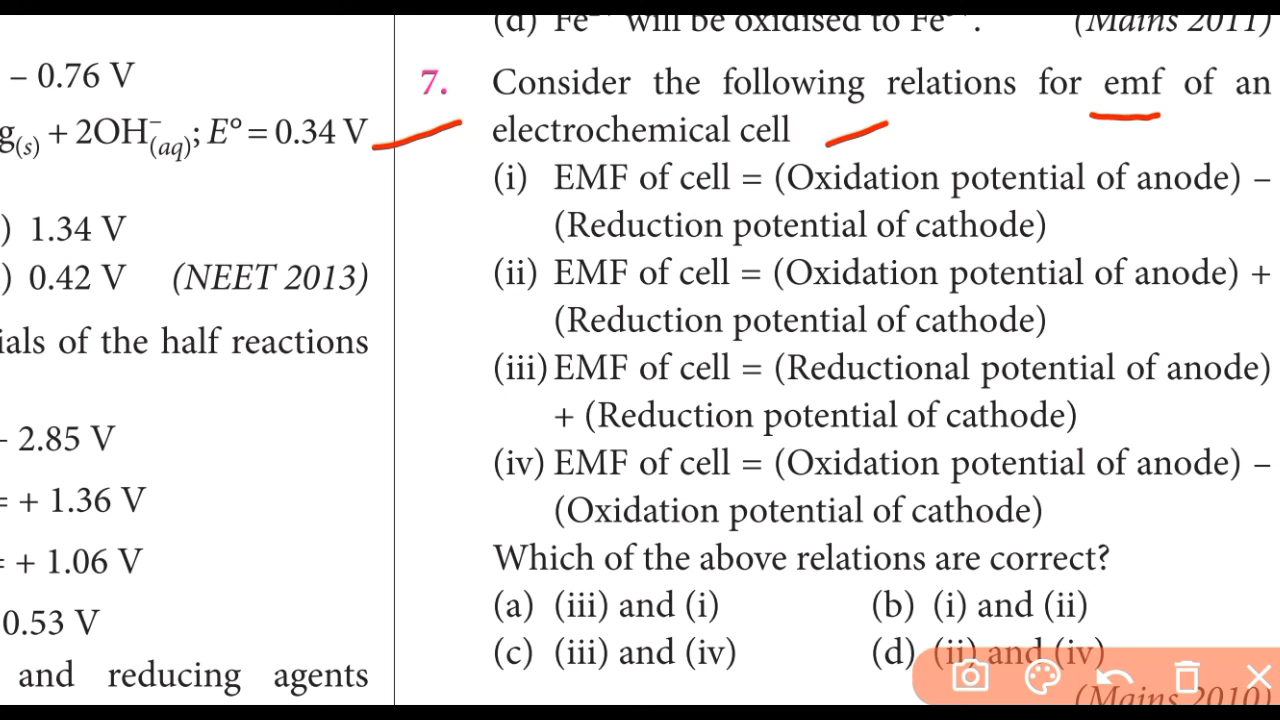 – 0.76 V
g(s) + 2OH⁻(aq); E° = 0.34 V
) 1.34 V
) 0.42 V (NEET 2013)
ials of the half reactions
– 2.85 V
= + 1.36 V
= + 1.06 V
0.53 V
and reducing agents
(d) Fe will be oxidised to Fe . (Mains 2011)
7. Consider the following relations for emf of an
electrochemical cell
(i) EMF of cell = (Oxidation potential of anode) –
(Reduction potential of cathode)
(ii) EMF of cell = (Oxidation potential of anode) +
(Reduction potential of cathode)
(iii) EMF of cell = (Reductional potential of anode)
+ (Reduction potential of cathode)
(iv) EMF of cell = (Oxidation potential of anode) –
(Oxidation potential of cathode)
Which of the above relations are correct?
(a) (iii) and (i) (b) (i) and (ii)
(c) (iii) and (iv) (d) (ii) and (iv)
(Mains 2010)